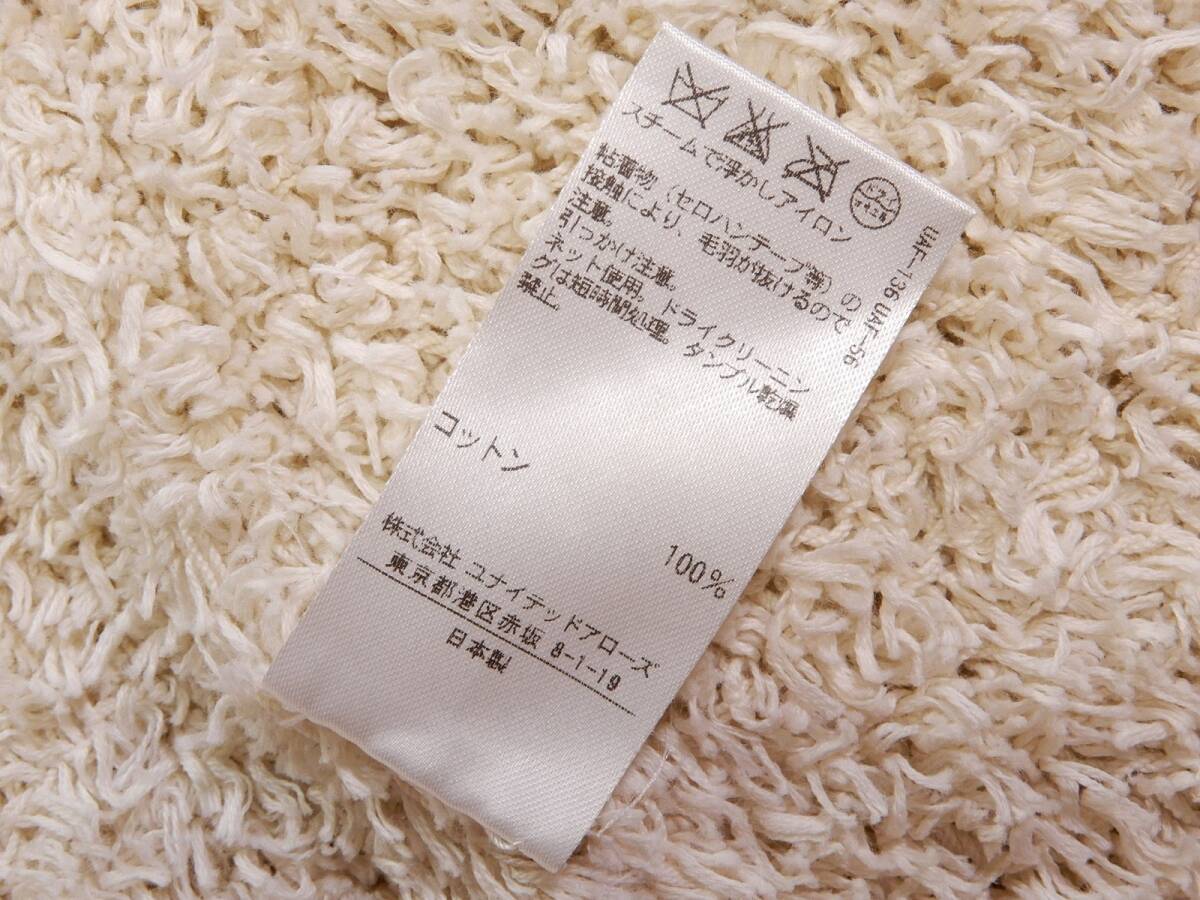 スチームで浮かしアイロン
粘着物（セロハンテープ等）の
接触により、毛羽が抜けるので
注意。
引っかけ注意。
ネット使用。ドライクリーニン
グは短時間処理。タンブル乾燥
禁止。
コットン
100%
株式会社 ユナイテッドアローズ
東京都港区赤坂 8-1-19
日本製
UAF-136 UAF-56